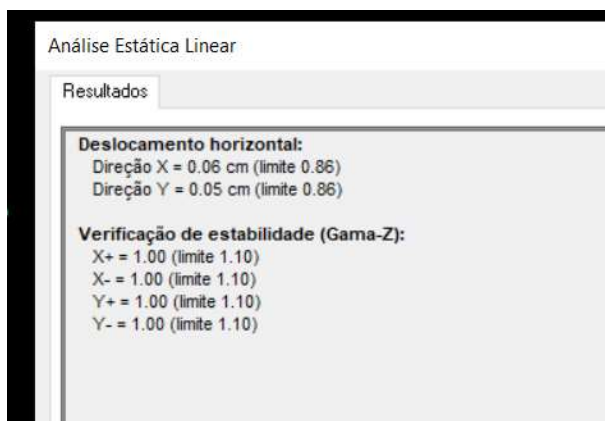 Análise Estática Linear
Resultados
Deslocamento horizontal:
Direção X = 0.06 cm (limite 0.86)
Direção Y = 0.05 cm (limite 0.86)
Verificação de estabilidade (Gama-Z):
X+ = 1.00 (limite 1.10)
X- = 1.00 (limite 1.10)
Y+ = 1.00 (limite 1.10)
Y- = 1.00 (limite 1.10)